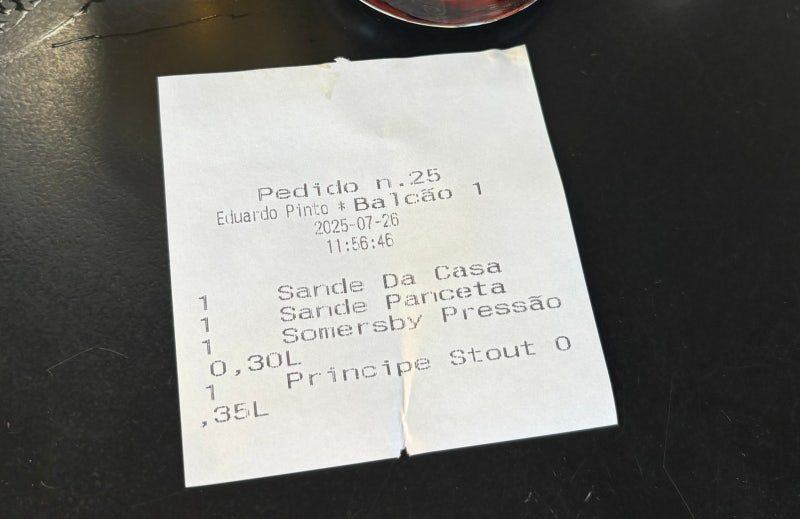 Pedido n.25
Eduardo Pinto * Balcão 1
2025-07-26
11:56:46
1 Sande Da Casa
1 Sande Panceta
1 Somersby Pressão
0,30L
1 Principe Stout 0
,35L